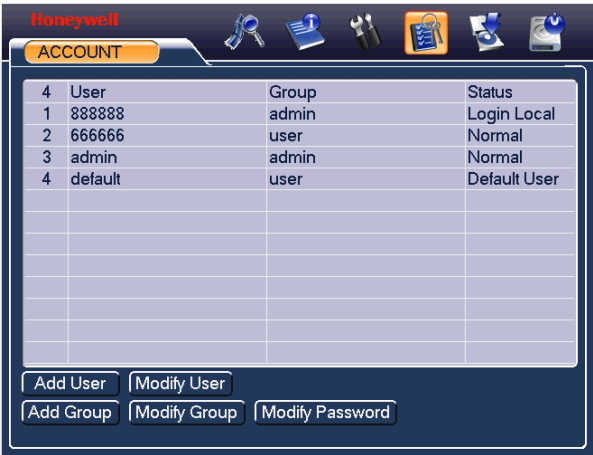 Honeywell
ACCOUNT
4 User Group Status
1 888888 admin Login Local
2 666666 user Normal
3 admin admin Normal
4 default user Default User
Add User Modify User
Add Group Modify Group Modify Password